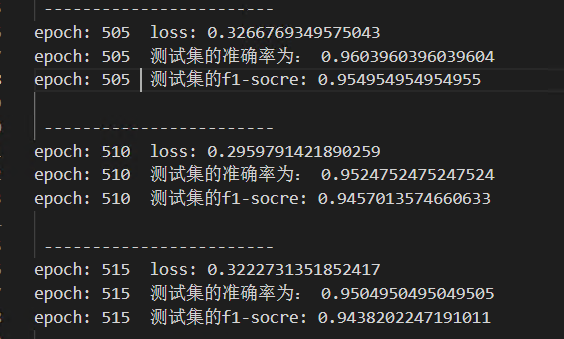 ------------------------
epoch: 505  loss: 0.3266769349575043
epoch: 505  测试集的准确率为： 0.9603960396039604
epoch: 505  测试集的f1-socre: 0.954954954954955
------------------------
epoch: 510  loss: 0.2959791421890259
epoch: 510  测试集的准确率为： 0.9524752475247524
epoch: 510  测试集的f1-socre: 0.9457013574660633
------------------------
epoch: 515  loss: 0.3222731351852417
epoch: 515  测试集的准确率为： 0.9504950495049505
epoch: 515  测试集的f1-socre: 0.9438202247191011